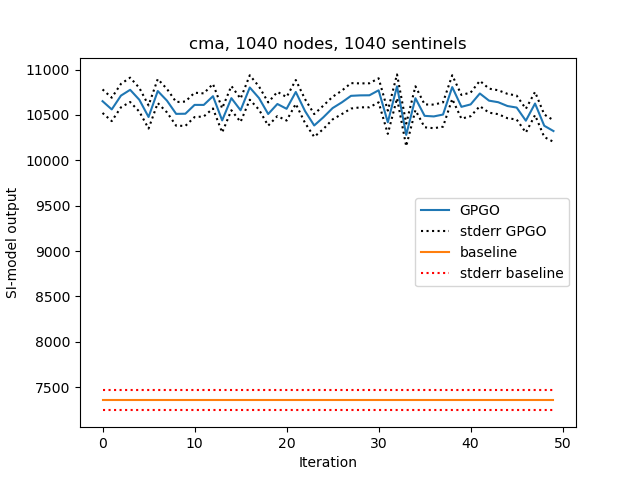 cma, 1040 nodes, 1040 sentinels
11000
10500
10000
9500
9000
8500
8000
7500
SI-model output
GPGO
stderr GPGO
baseline
stderr baseline
0 10 20 30 40 50
Iteration